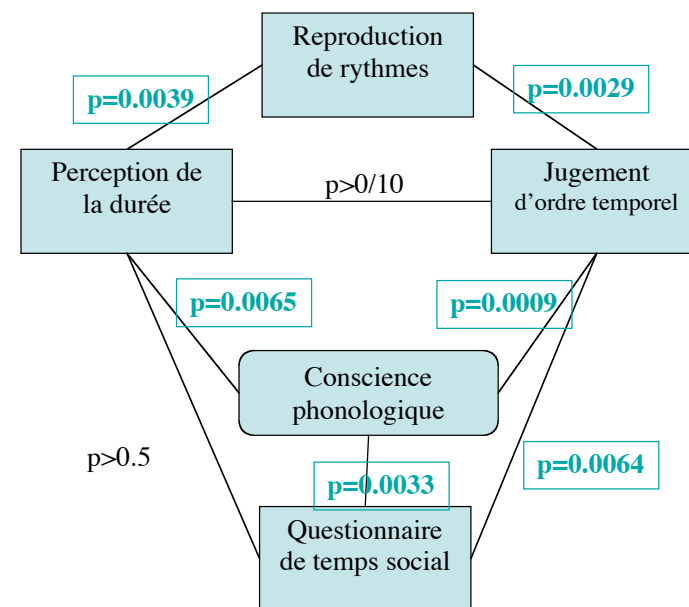 Reproduction
de rythmes
p=0.0039
p=0.0029
Perception de
la durée
p>0/10
Jugement
d'ordre temporel
p=0.0065
p=0.0009
Conscience
phonologique
p>0.5
p=0.0064
p=0.0033
Questionnaire
de temps social